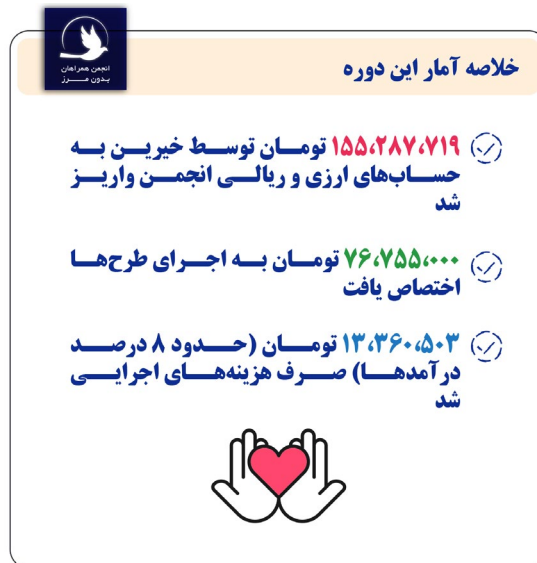 انجمن همراهان
بدون مرز
خلاصه آمار این دوره
۱۵۵،۲۸۷،۷۱۹ تومان توسط خیرین به
حساب‌های ارزی و ریالی انجمن واریز
شد
۷۶،۷۵۵،۰۰۰ تومان به اجرای طرح‌ها
اختصاص یافت
۱۳،۳۶۰،۵۰۳ تومان (حدود ۸ درصد
درآمدها) صرف هزینه‌های اجرایی
شد